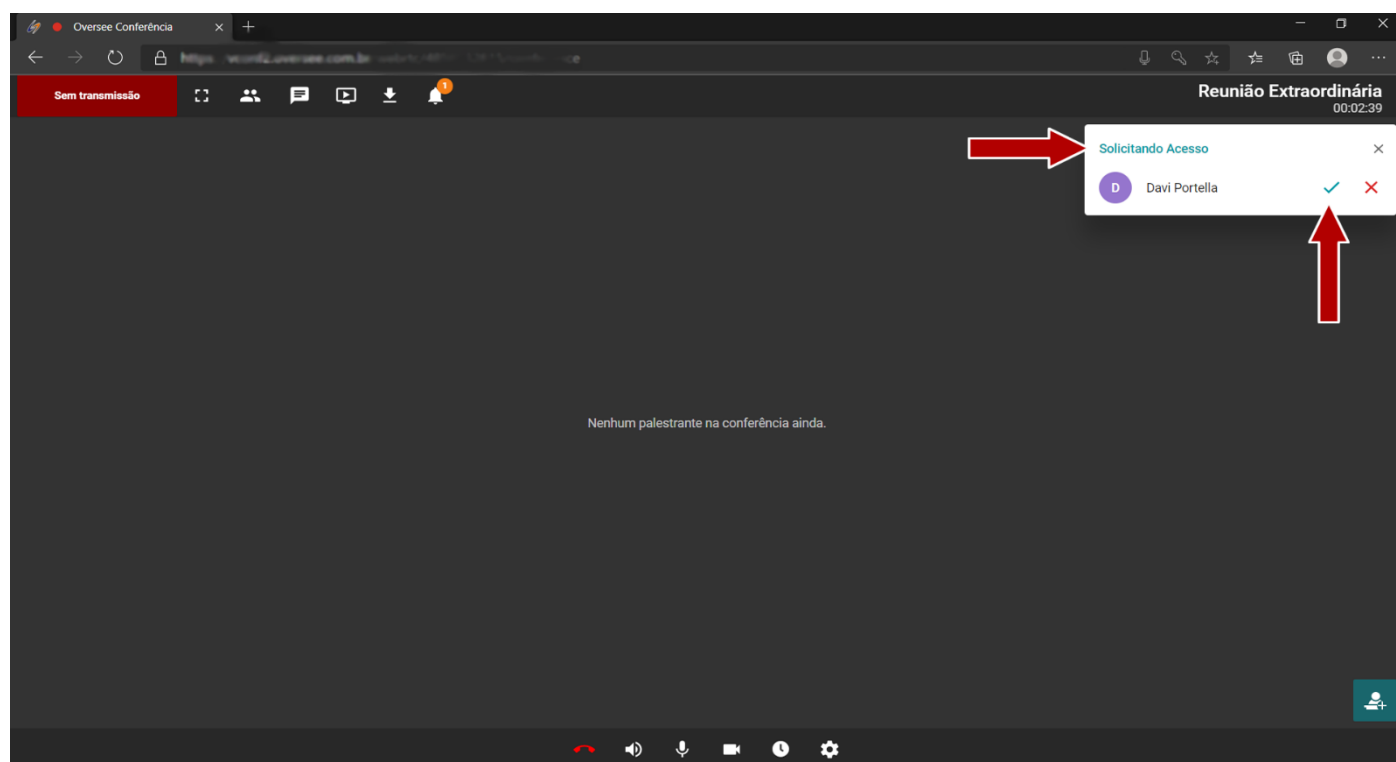 Oversee Conferência
Sem transmissão
1
Reunião Extraordinária
00:02:39
Solicitando Acesso
D
Davi Portella
Nenhum palestrante na conferência ainda.